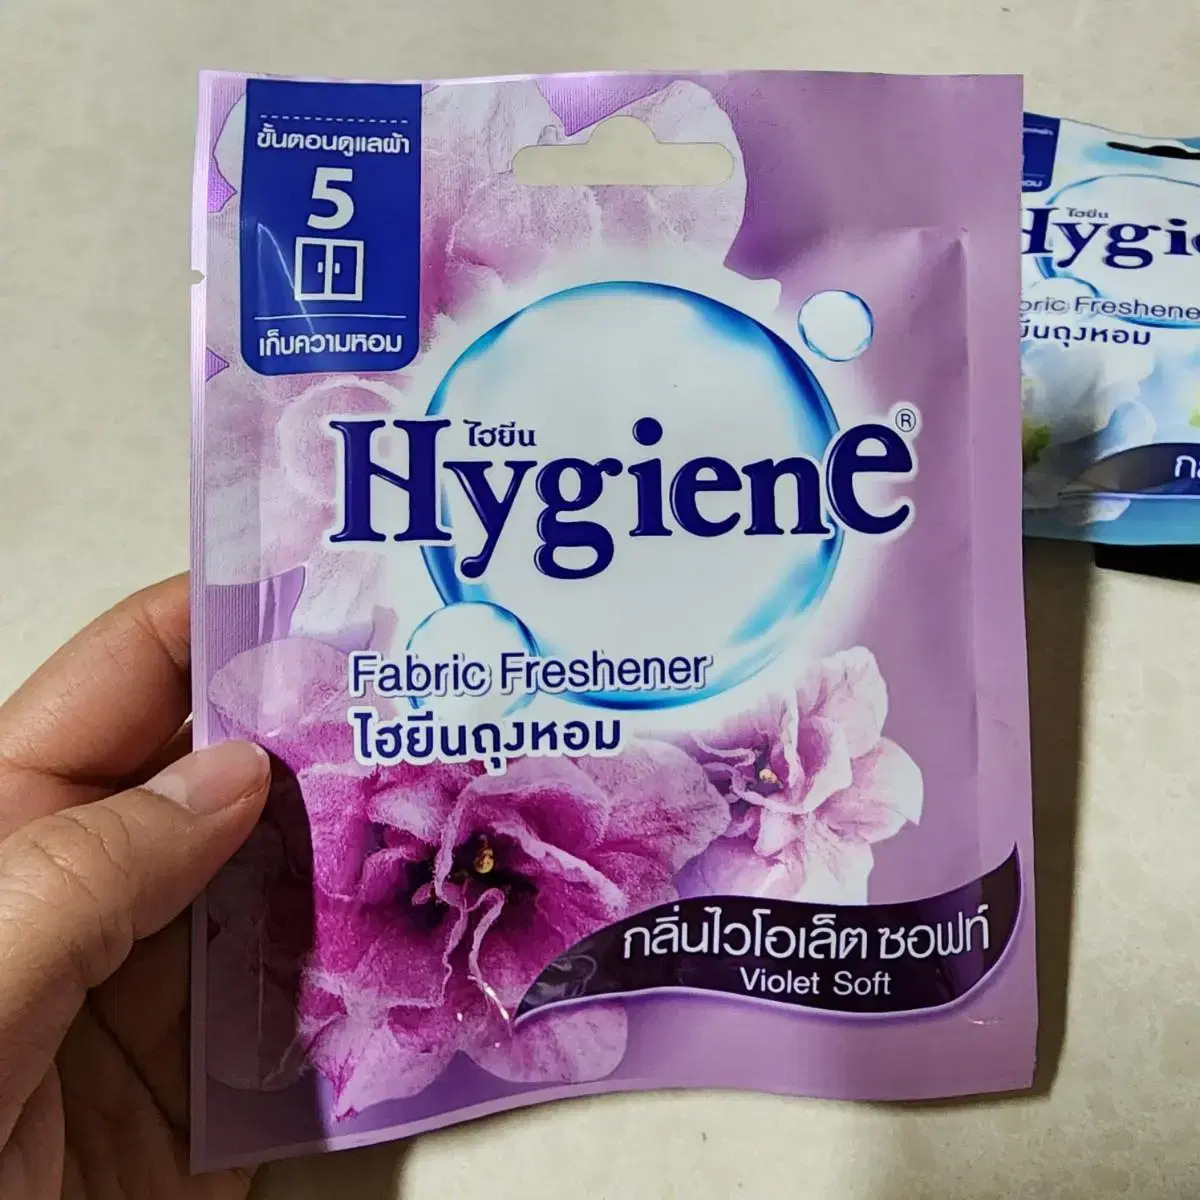 ขั้นตอนดูแลผ้า
5
เก็บความหอม
ไฮยีน
Hygiene®
Fabric Freshener
ไฮยีนถุงหอม
กลิ่นไวโอเล็ต ซอฟท์
Violet Soft
ไฮยีน
Hygie
bric Freshene
ยีนถุงหอม